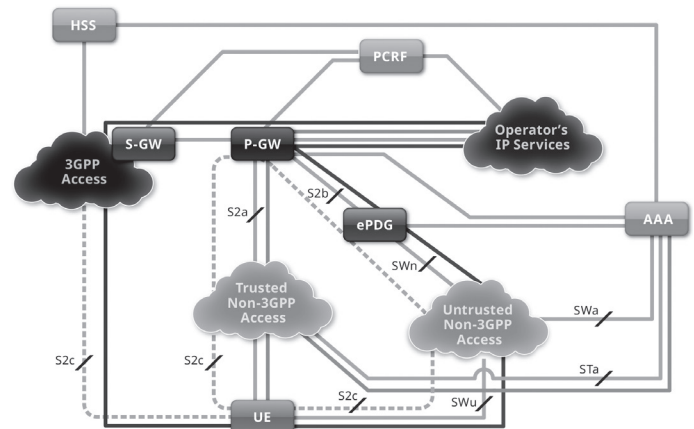 HSS
PCRF
S-GW
P-GW
Operator's
IP Services
3GPP
Access
S2a
S2b
ePDG
AAA
SWn
Trusted
Non-3GPP
Access
Untrusted
Non-3GPP
Access
SWa
S2c
S2c
S2c
SWu
STa
UE